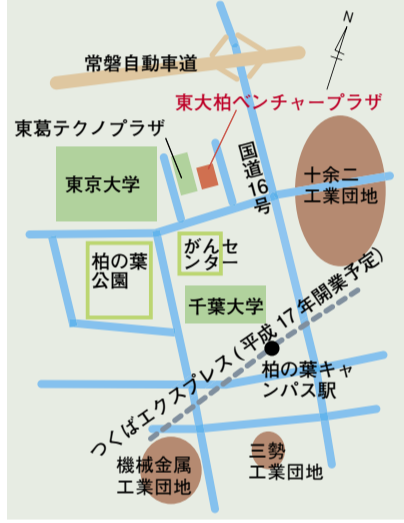 N
常磐自動車道
東大柏ベンチャープラザ
東葛テクノプラザ
国道16号
東京大学
十余二
工業団地
がんセ
ンター
柏の葉
公園
千葉大学
つくばエクスプレス(平成17年開業予定)
柏の葉キャ
ンパス駅
機械金属
工業団地
三勢
工業団地